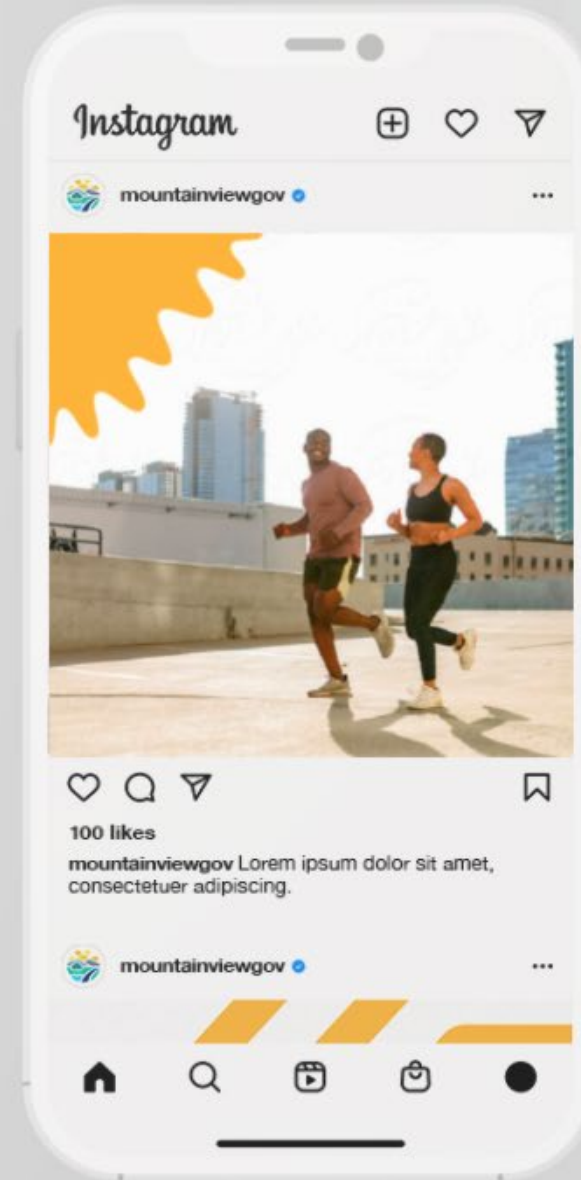 Instagram
mountainviewgov
100 likes
mountainviewgov Lorem ipsum dolor sit amet,
consectetuer adipiscing.
mountainviewgov